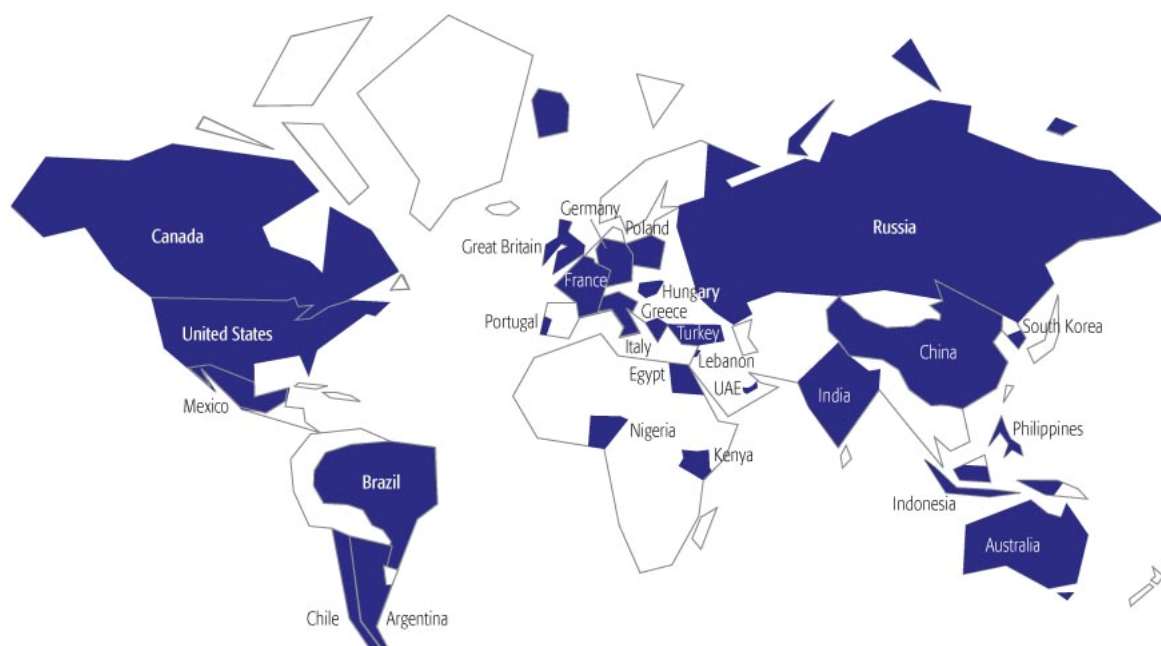 Germany
Canada
Poland
Russia
Great Britain
France
Hungary
Portugal
Greece
South Korea
United States
Turkey
Italy
China
Lebanon
Egypt
UAE
India
Mexico
Nigeria
Philippines
Kenya
Brazil
Indonesia
Australia
Chile
Argentina